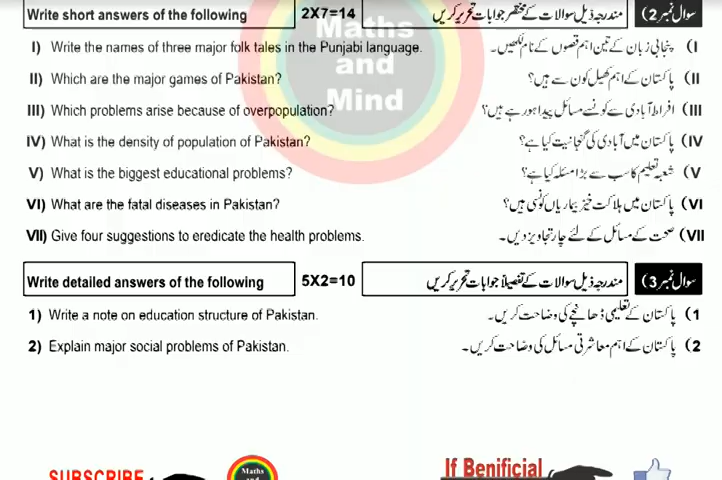 Write short answers of the following 2X7=14 مندرجہ ذیل سوالات کے مختصر جوابات تحریر کریں سوال نمبر 2)
Maths
and
Mind
I) Write the names of three major folk tales in the Punjabi language. I) پنجابی زبان کے تین اہم قصوں کے نام لکھیں۔
II) Which are the major games of Pakistan? II) پاکستان کے اہم کھیل کون سے ہیں؟
III) Which problems arise because of overpopulation? III) افراط آبادی سے کونسے مسائل پیدا ہو رہے ہیں؟
IV) What is the density of population of Pakistan? IV) پاکستان میں آبادی کی گنجانیت کیا ہے؟
V) What is the biggest educational problems? V) شعبہ تعلیم کا سب سے بڑا مسئلہ کیا ہے؟
VI) What are the fatal diseases in Pakistan? VI) پاکستان میں ہلاکت خیز بیماریاں کونسی ہیں؟
VII) Give four suggestions to eredicate the health problems. VII) صحت کے مسائل کے لئے چار تجاویز دیں۔
Write detailed answers of the following 5X2=10 مندرجہ ذیل سوالات کے تفصیلاً جوابات تحریر کریں سوال نمبر 3)
1) Write a note on education structure of Pakistan. 1) پاکستان کے تعلیمی ڈھانچے کی وضاحت کریں۔
2) Explain major social problems of Pakistan. 2) پاکستان کے اہم معاشرتی مسائل کی وضاحت کریں۔
SUBSCRIBE
Maths
and
If Benificial